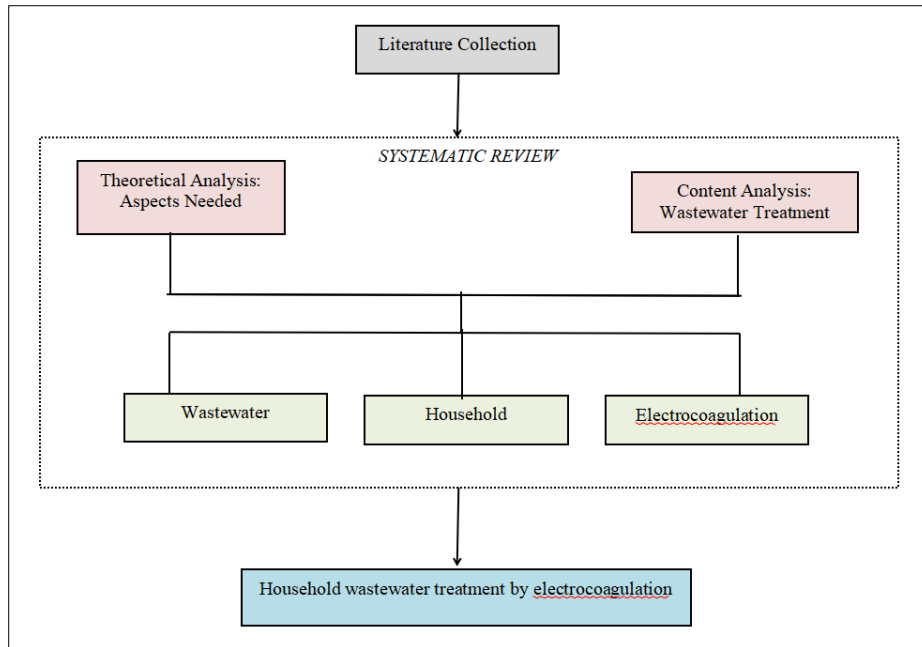 Literature Collection
SYSTEMATIC REVIEW
Theoretical Analysis:
Aspects Needed
Content Analysis:
Wastewater Treatment
Wastewater
Household
Electrocoagulation
Household wastewater treatment by electrocoagulation